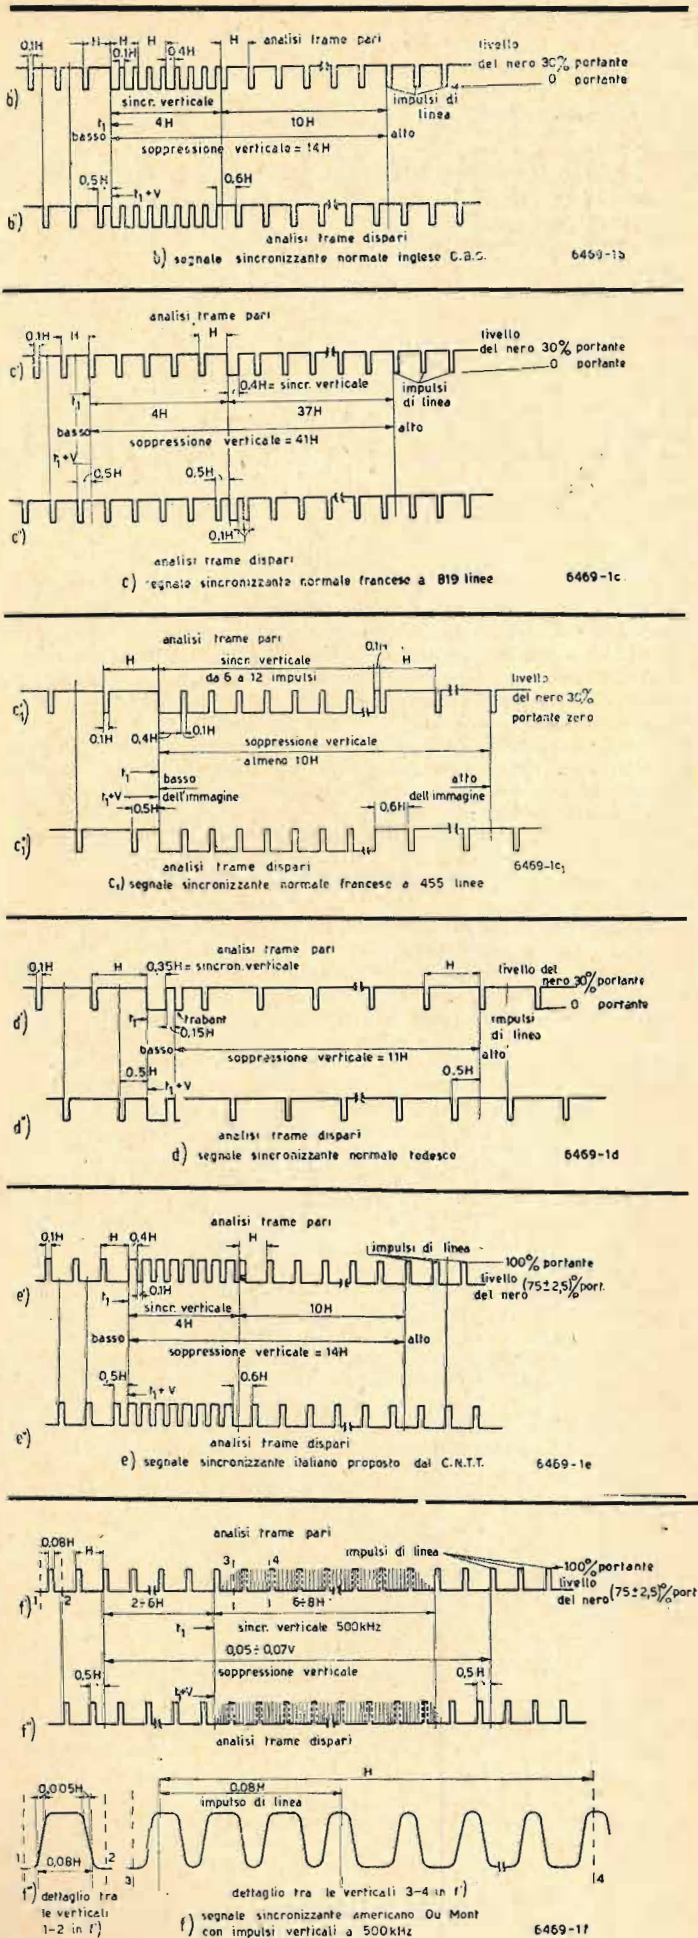 0,1H H H H 0,4H H analisi trame pari livello
0,1H del nero 30% portante
0 portante
b')
sincr. verticale impulsi di
4H 10H linea
t₁
basso alto
soppressione verticale = 14H
0,5H t₁+V 0,6H
b")
analisi trame dispari
b) segnale sincronizzante normale inglese 6469-1b
analisi trame pari
0,1H H H livello
del nero 30% portante
c') 0 portante
0,4H = sincr. verticale impulsi
t₁ di linea
4H 37H
basso alto
soppressione verticale = 41H
t₁+V
0,5H 0,5H
c")
0,1H
analisi trame dispari
c) segnale sincronizzante normale francese a 819 linee 6469-1c
analisi trame pari
0,1H
H sincr. verticale H
da 6 a 12 impulsi livello
c₁') del nero 30%
portante zero
0,1H 0,4H 0,1H
soppressione verticale
almeno 10H
t₁ basso alto
t₁+V dell'immagine dell immagine
0,5H 0,6H
c₁")
analisi trame dispari 6469-1c₁
C₁) segnale sincronizzante normale francese a 455 linee
analisi trame pari
0,1H H 0,35H = sincron. verticale H livello del
nero 30% portante
d') 0 portante
t₁ trabant impulsi
0,15H di linea
basso alto
soppressione verticale = 11H
0,5H t₁+V 0,5H
d")
analisi trame dispari
d) segnale sincronizzante normale tedesco 6469-1d
analisi trame pari
0,1H H 0,4H H impulsi di linea
100% portante
livello (75±2,5)% port.
e') 0,1H del nero
t₁
sincr. verticale 10H
4H
basso alto
soppressione verticale = 14H
0,5H t₁+V 0,6H
e")
analisi trame dispari
e) segnale sincronizzante italiano proposto dal C.N.T.T. 6469-1e
analisi trame pari
0,08H H 3 4 impulsi di linea
100% portante
livello
f') 1 2 del nero (75±2,5)% port
2÷6H 6÷8H
t₁ sincr. verticale 500kHz
0,05÷0,07V
soppressione verticale
0,5H t₁+V 0,5H
f")
analisi trame dispari
H
0,005H 0,08H
impulso di linea
1 0,08H 2 3 4
f"') dettaglio tra dettaglio tra le verticali 3-4 in f')
le verticali
1-2 in f')
f) segnale sincronizzante americano Du Mont
con impulsi verticali a 500kHz 6469-1f